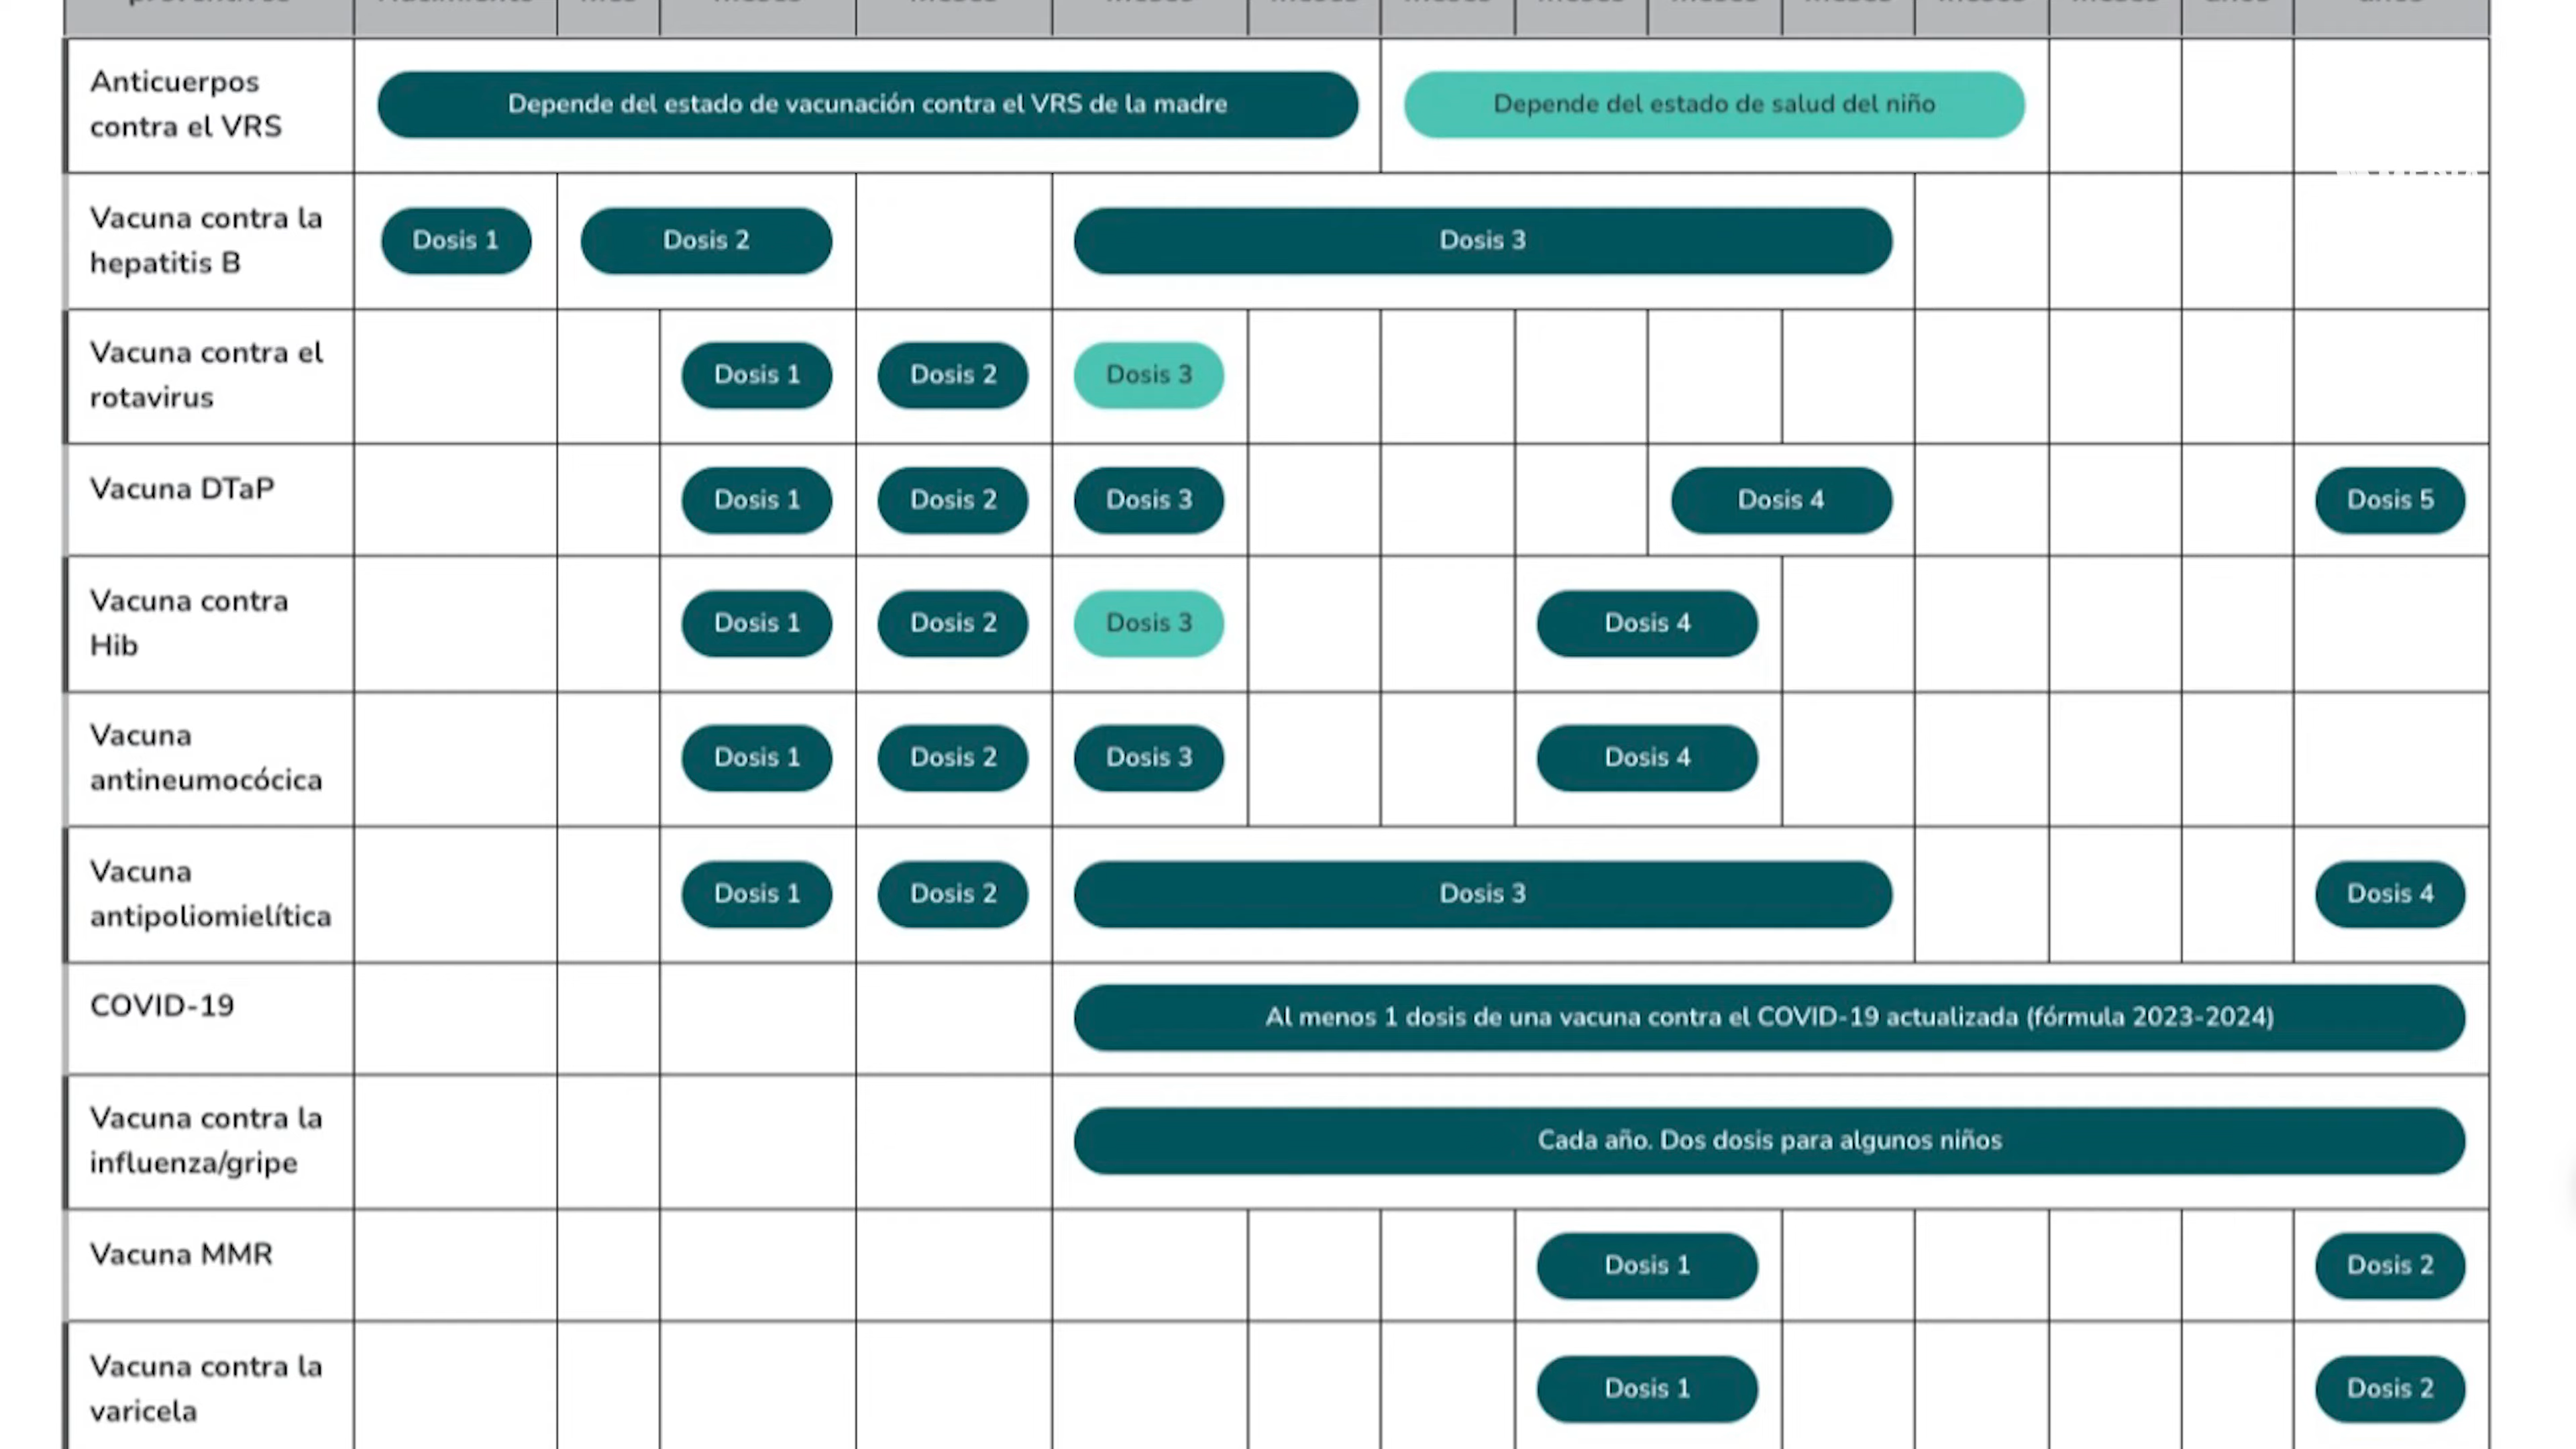 Anticuerpos
contra el VRS
Depende del estado de vacunación contra el VRS de la madre
Depende del estado de salud del niño
Vacuna contra la
hepatitis B
Dosis 1
Dosis 2
Dosis 3
Vacuna contra el
rotavirus
Dosis 1
Dosis 2
Dosis 3
Vacuna DTaP
Dosis 1
Dosis 2
Dosis 3
Dosis 4
Dosis 5
Vacuna contra
Hib
Dosis 1
Dosis 2
Dosis 3
Dosis 4
Vacuna
antineumocócica
Dosis 1
Dosis 2
Dosis 3
Dosis 4
Vacuna
antipoliomielítica
Dosis 1
Dosis 2
Dosis 3
Dosis 4
COVID-19
Al menos 1 dosis de una vacuna contra el COVID-19 actualizada (fórmula 2023-2024)
Vacuna contra la
influenza/gripe
Cada año. Dos dosis para algunos niños
Vacuna MMR
Dosis 1
Dosis 2
Vacuna contra la
varicela
Dosis 1
Dosis 2